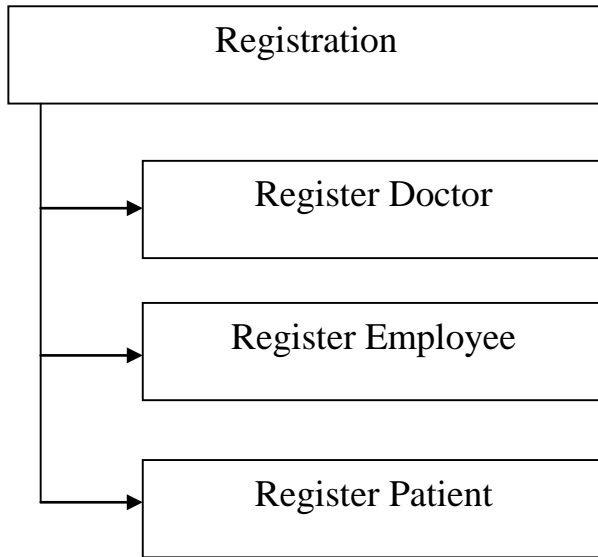 Registration
Register Doctor
Register Employee
Register Patient